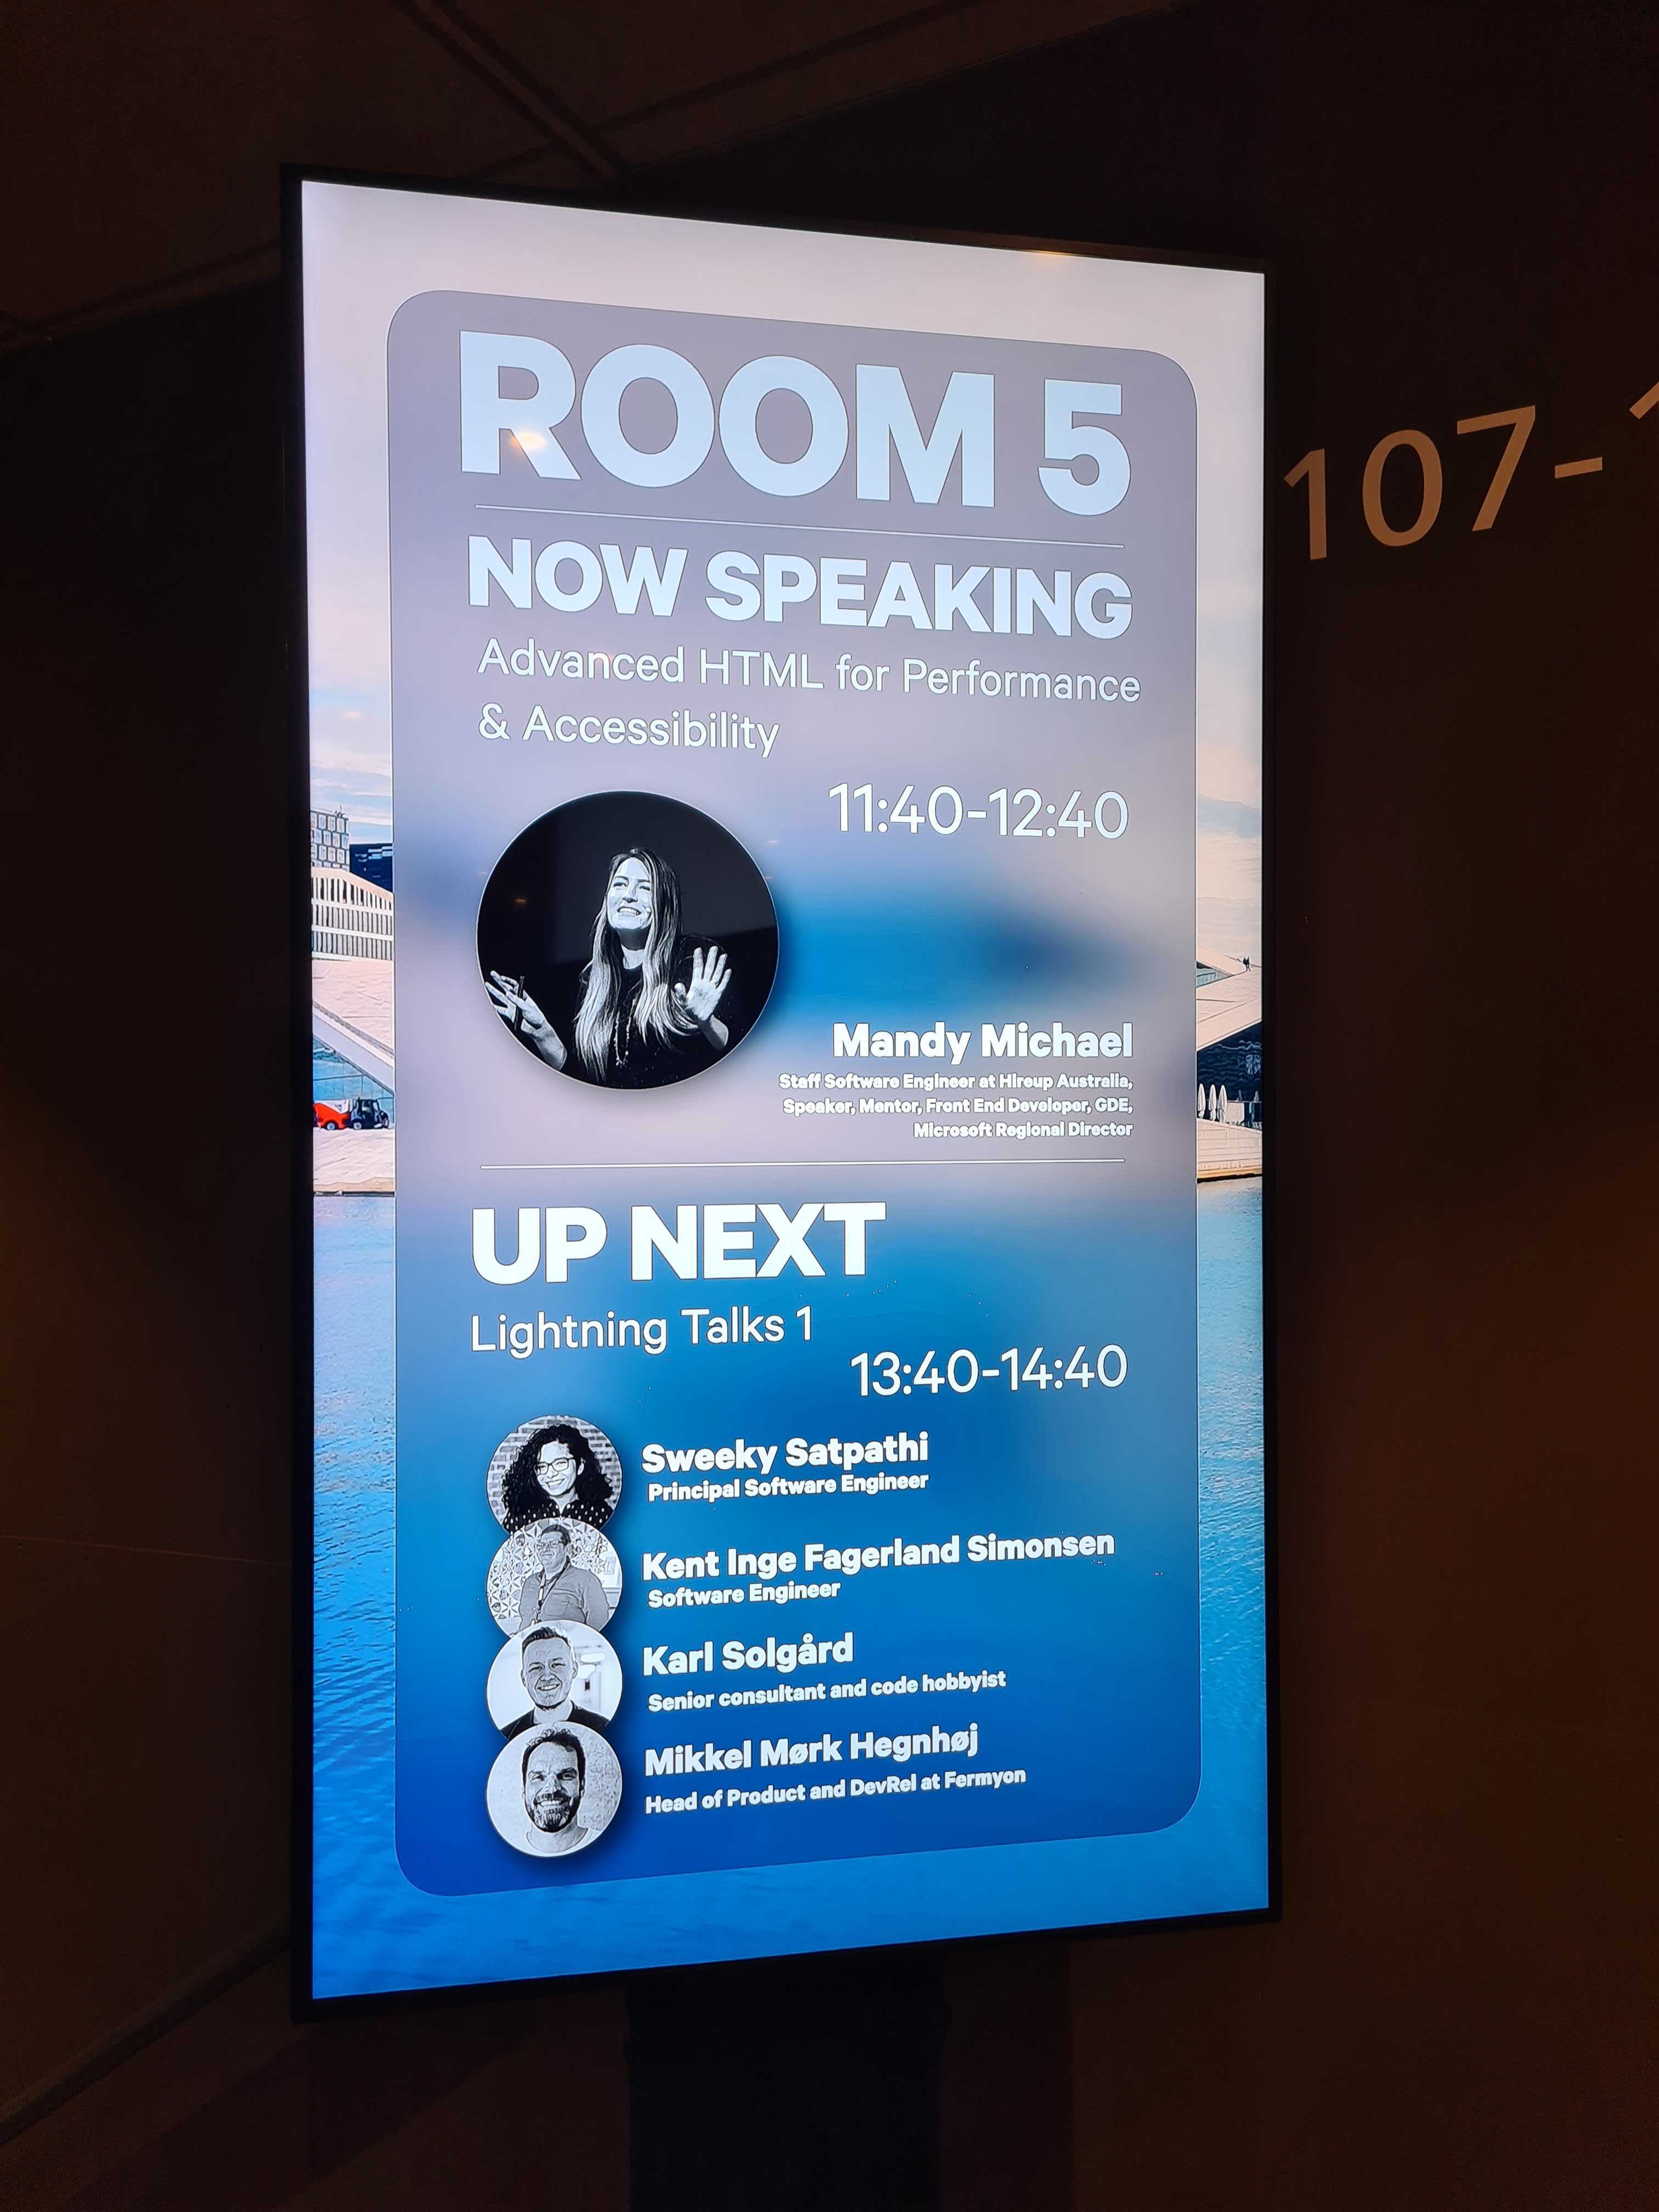 ROOM 5
NOW SPEAKING
Advanced HTML for Performance
& Accessibility
11:40-12:40
Mandy Michael
Staff Software Engineer at Hireup Australia,
Speaker, Mentor, Front End Developer, GDE,
Microsoft Regional Director
UP NEXT
Lightning Talks 1
13:40-14:40
Sweeky Satpathi
Principal Software Engineer
Kent Inge Fagerland Simonsen
Software Engineer
Karl Solgård
Senior consultant and code hobbyist
Mikkel Mørk Hegnhøj
Head of Product and DevRel at Fermyon
107-